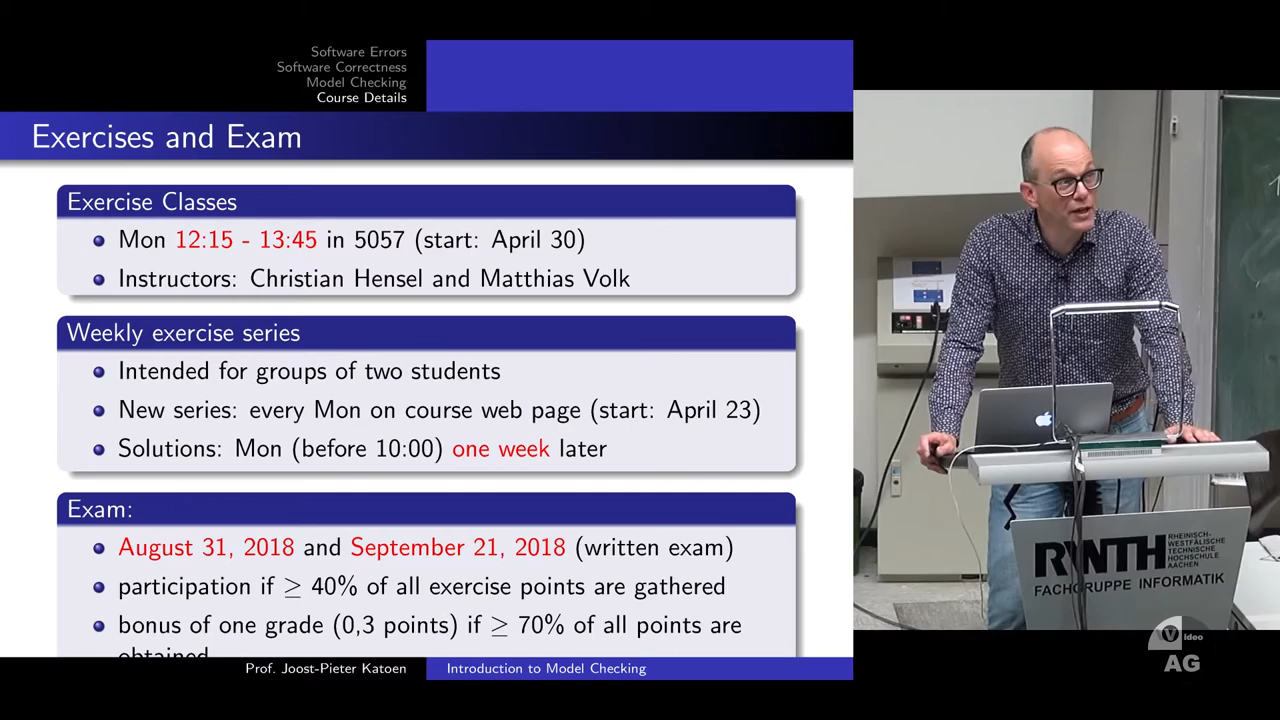 Software Errors
Software Correctness
Model Checking
Course Details
Exercises and Exam
Exercise Classes
Mon 12:15 - 13:45 in 5057 (start: April 30)
Instructors: Christian Hensel and Matthias Volk
Weekly exercise series
Intended for groups of two students
New series: every Mon on course web page (start: April 23)
Solutions: Mon (before 10:00) one week later
Exam:
August 31, 2018 and September 21, 2018 (written exam)
participation if ≥ 40% of all exercise points are gathered
bonus of one grade (0,3 points) if ≥ 70% of all points are
obtained
Prof. Joost-Pieter Katoen
Introduction to Model Checking
RWTH
RHEINISCH-
WESTFÄLISCHE
TECHNISCHE
HOCHSCHULE
AACHEN
FACHGRUPPE INFORMATIK
Video
AG